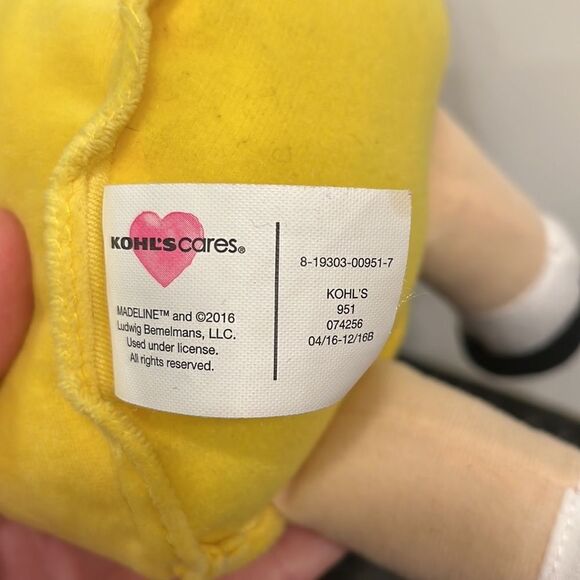 KOHL'S cares®
MADELINE™ and ©2016
Ludwig Bemelmans, LLC.
Used under license.
All rights reserved.
8-19303-00951-7
KOHL'S
951
074256
04/16-12/16B